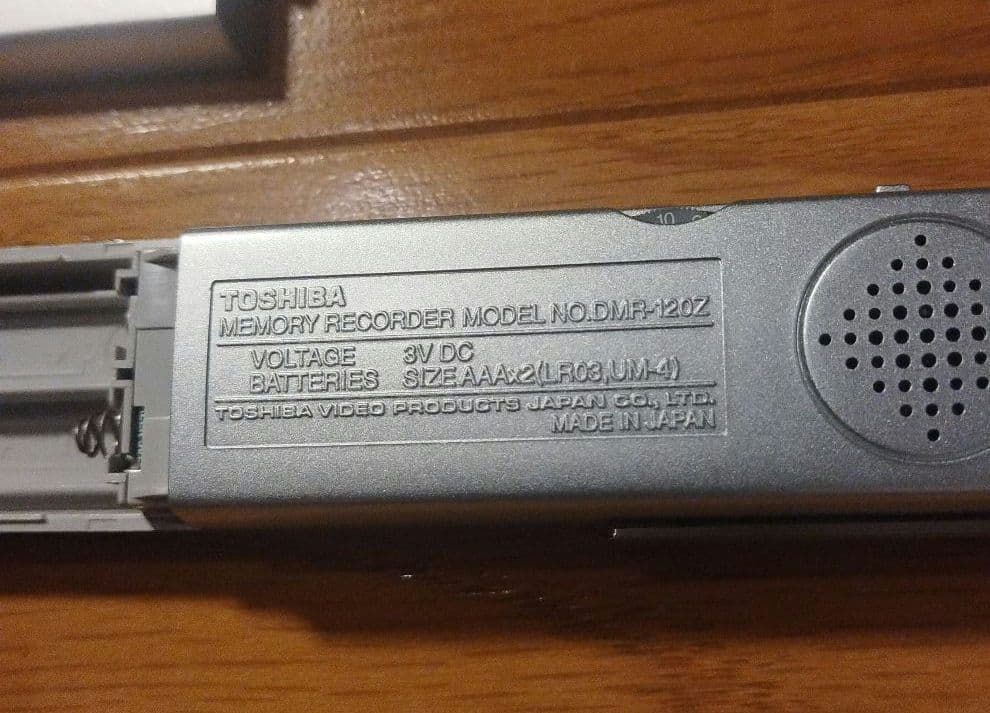 10
TOSHIBA
MEMORY RECORDER MODEL NO.DMR-120Z
VOLTAGE 3V DC
BATTERIES SIZE AAAx2(LR03,UM-4)
TOSHIBA VIDEO PRODUCTS JAPAN CO., LTD.
MADE IN JAPAN